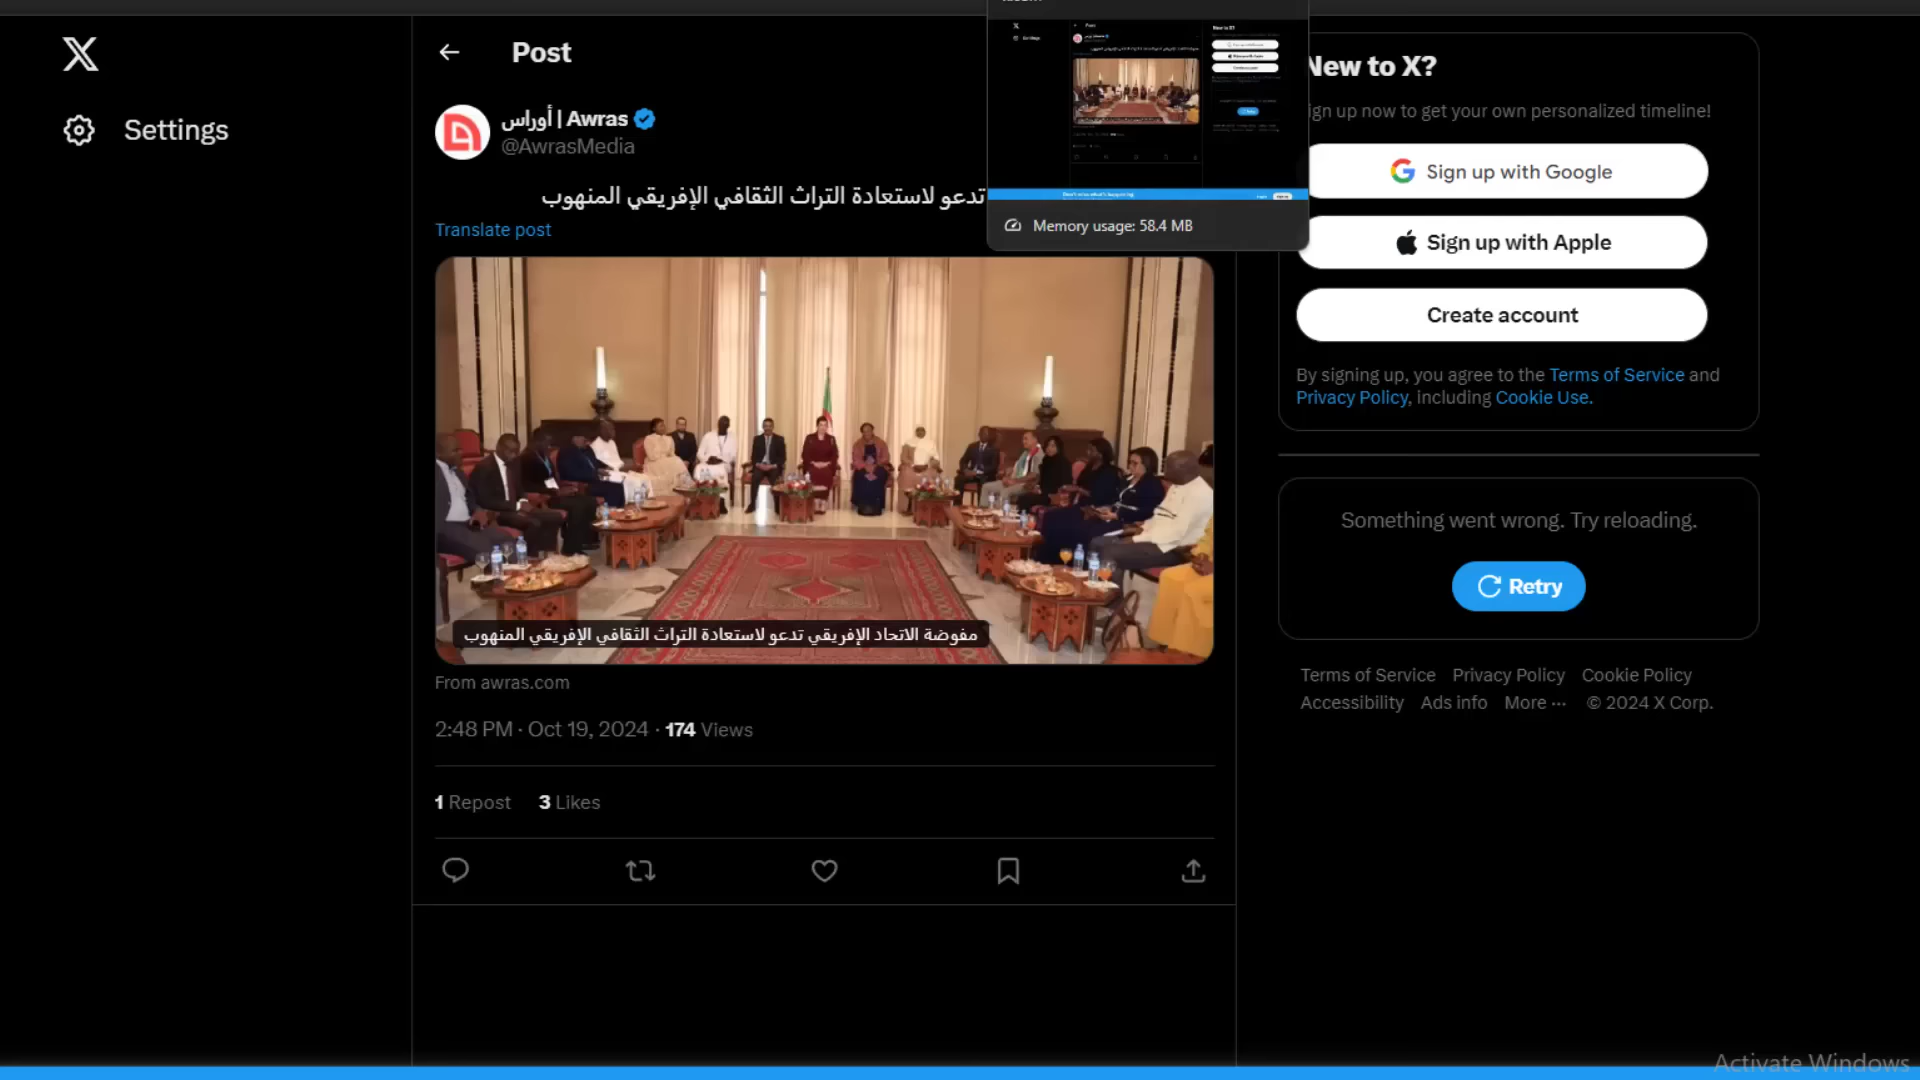 Post
Settings
أوراس | Awras
@AwrasMedia
تدعو لاستعادة التراث الثقافي الإفريقي المنهوب
Translate post
مفوضة الاتحاد الإفريقي تدعو لاستعادة التراث الثقافي الإفريقي المنهوب
From awras.com
2:48 PM · Oct 19, 2024 · 174 Views
1 Repost 3 Likes
Memory usage: 58.4 MB
New to X?
ign up now to get your own personalized timeline!
Sign up with Google
Sign up with Apple
Create account
By signing up, you agree to the Terms of Service and
Privacy Policy, including Cookie Use.
Something went wrong. Try reloading.
Retry
Terms of Service Privacy Policy Cookie Policy
Accessibility Ads info More ··· © 2024 X Corp.
Activate Windows